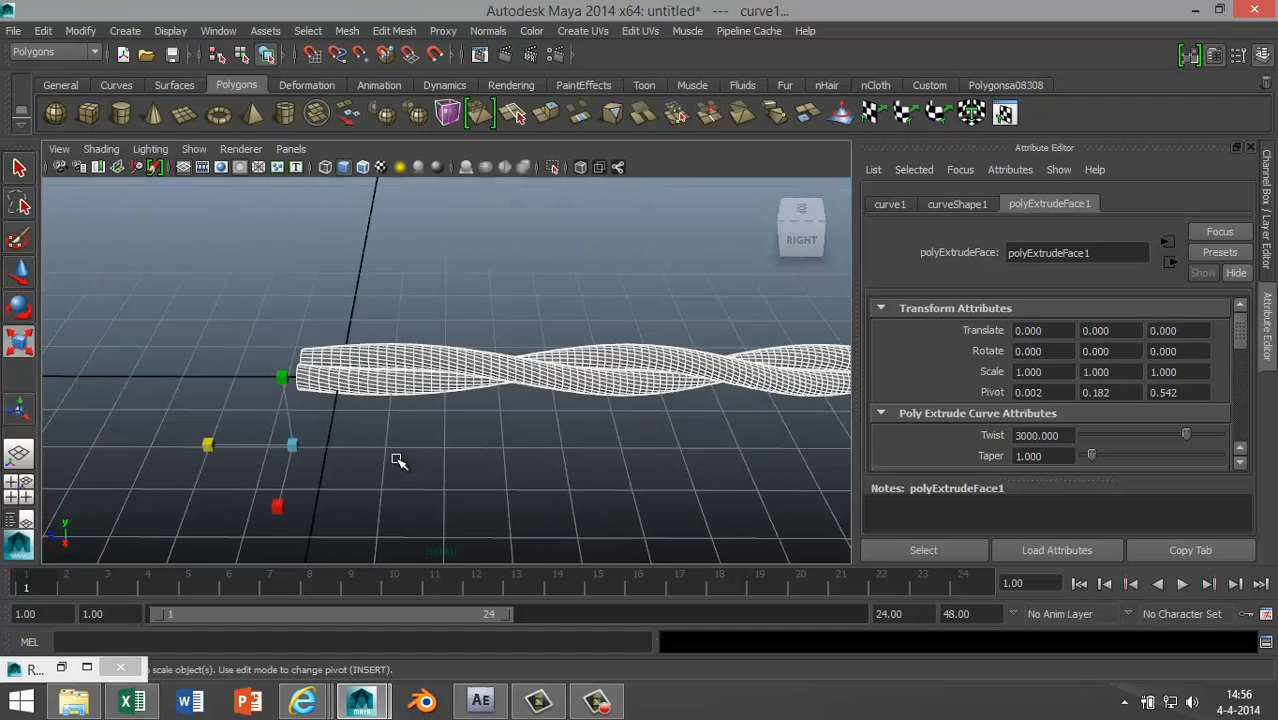 Autodesk Maya 2014 x64: untitled*   ---   curve1...
File Edit Modify Create Display Window Assets Select Mesh Edit Mesh Proxy Normals Color Create UVs Edit UVs Muscle Pipeline Cache Help
Polygons
General Curves Surfaces Polygons Deformation Animation Dynamics Rendering PaintEffects Toon Muscle Fluids Fur nHair nCloth Custom Polygonsa08308
View Shading Lighting Show Renderer Panels
RIGHT
y
Attribute Editor
List Selected Focus Attributes Show Help
curve1 curveShape1 polyExtrudeFace1
polyExtrudeFace: polyExtrudeFace1
Focus
Presets
Show Hide
Transform Attributes
Translate 0.000 0.000 0.000
Rotate 0.000 0.000 0.000
Scale 1.000 1.000 1.000
Pivot 0.002 0.182 0.542
Poly Extrude Curve Attributes
Twist 3000.000
Taper 1.000
Notes: polyExtrudeFace1
Select Load Attributes Copy Tab
Channel Box / Layer Editor
Attribute Editor
1 2 3 4 5 6 7 8 9 10 11 12 13 14 15 16 17 18 19 20 21 22 23 24
1
1.00
1.00 1.00 1 24 24.00 48.00 No Anim Layer No Character Set
MEL
R... o scale object(s). Use edit mode to change pivot (INSERT).
14:56
4-4-2014